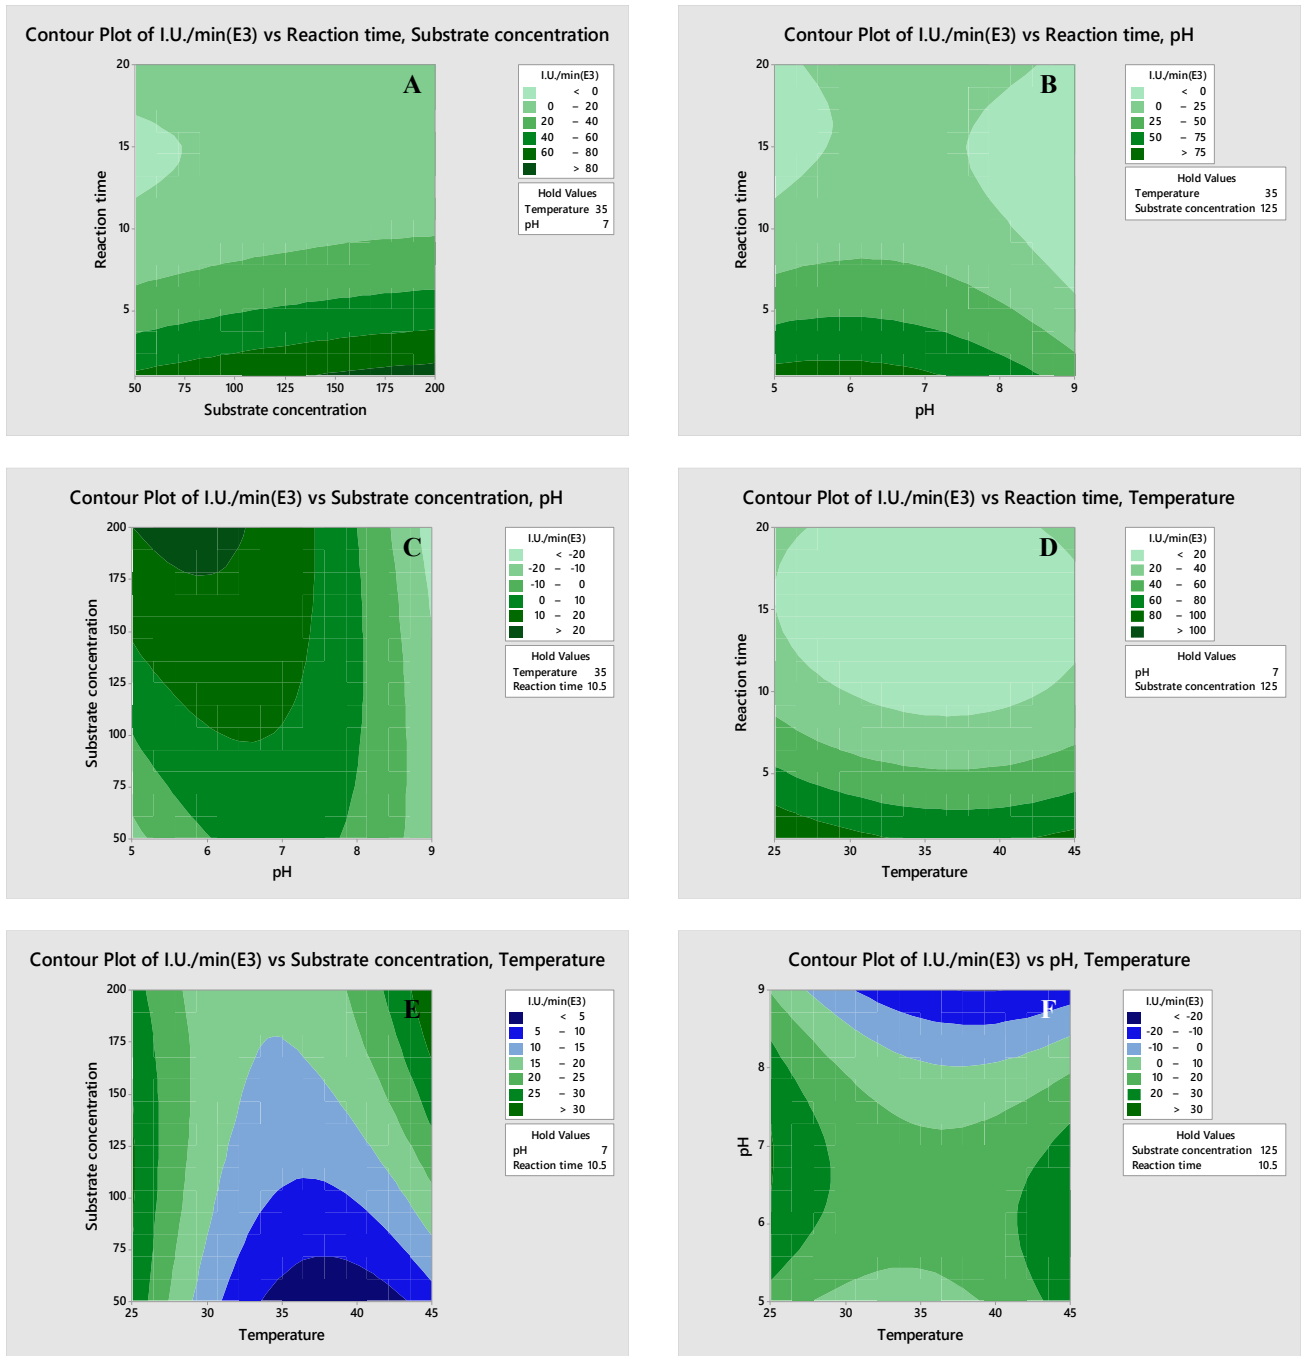 Contour Plot of I.U./min(E3) vs Reaction time, Substrate concentration
A
20
15
10
5
Reaction time
50 75 100 125 150 175 200
Substrate concentration
I.U./min(E3)
< 0
0 – 20
20 – 40
40 – 60
60 – 80
> 80
Hold Values
Temperature 35
pH 7
Contour Plot of I.U./min(E3) vs Reaction time, pH
B
20
15
10
5
Reaction time
5 6 7 8 9
pH
I.U./min(E3)
< 0
0 – 25
25 – 50
50 – 75
> 75
Hold Values
Temperature 35
Substrate concentration 125
Contour Plot of I.U./min(E3) vs Substrate concentration, pH
C
200
175
150
125
100
75
50
Substrate concentration
5 6 7 8 9
pH
I.U./min(E3)
< -20
-20 – -10
-10 – 0
0 – 10
10 – 20
> 20
Hold Values
Temperature 35
Reaction time 10.5
Contour Plot of I.U./min(E3) vs Reaction time, Temperature
D
20
15
10
5
Reaction time
25 30 35 40 45
Temperature
I.U./min(E3)
< 20
20 – 40
40 – 60
60 – 80
80 – 100
> 100
Hold Values
pH 7
Substrate concentration 125
Contour Plot of I.U./min(E3) vs Substrate concentration, Temperature
E
200
175
150
125
100
75
50
Substrate concentration
25 30 35 40 45
Temperature
I.U./min(E3)
< 5
5 – 10
10 – 15
15 – 20
20 – 25
25 – 30
> 30
Hold Values
pH 7
Reaction time 10.5
Contour Plot of I.U./min(E3) vs pH, Temperature
F
9
8
7
6
5
pH
25 30 35 40 45
Temperature
I.U./min(E3)
< -20
-20 – -10
-10 – 0
0 – 10
10 – 20
20 – 30
> 30
Hold Values
Substrate concentration 125
Reaction time 10.5